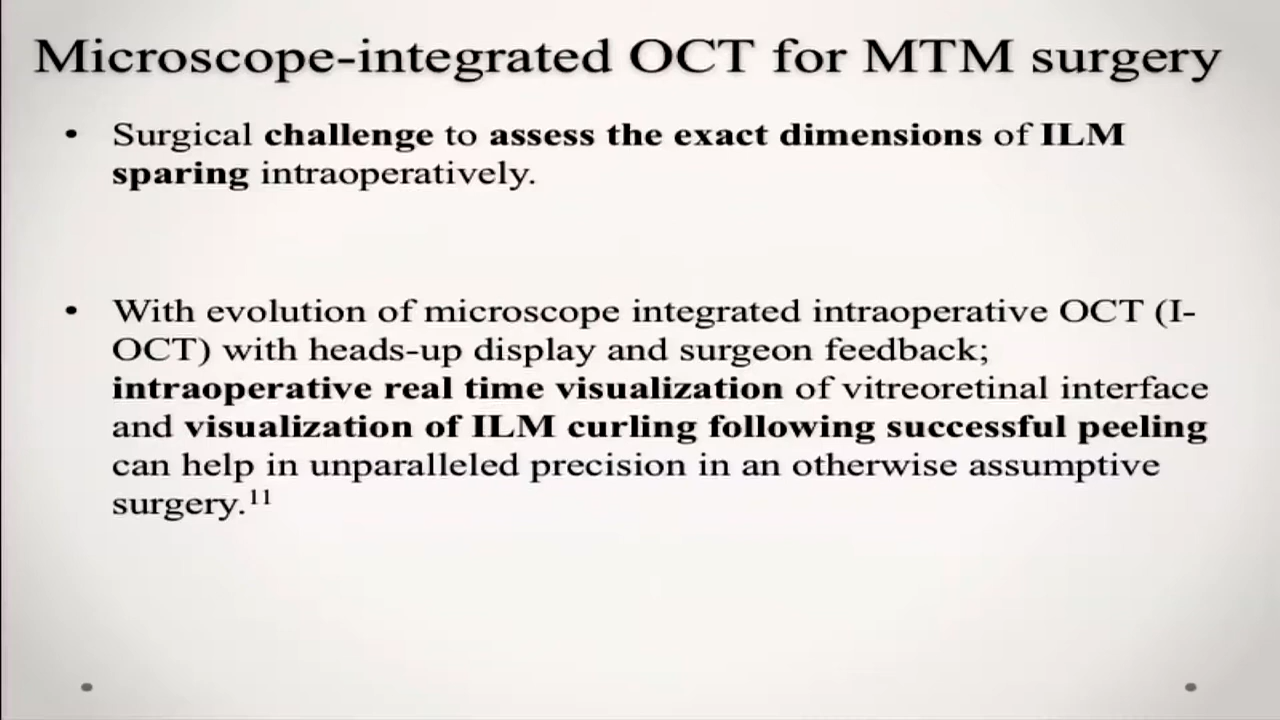 Microscope-integrated OCT for MTM surgery
• Surgical challenge to assess the exact dimensions of ILM
sparing intraoperatively.
• With evolution of microscope integrated intraoperative OCT (I-
OCT) with heads-up display and surgeon feedback;
intraoperative real time visualization of vitreoretinal interface
and visualization of ILM curling following successful peeling
can help in unparalleled precision in an otherwise assumptive
surgery.¹¹